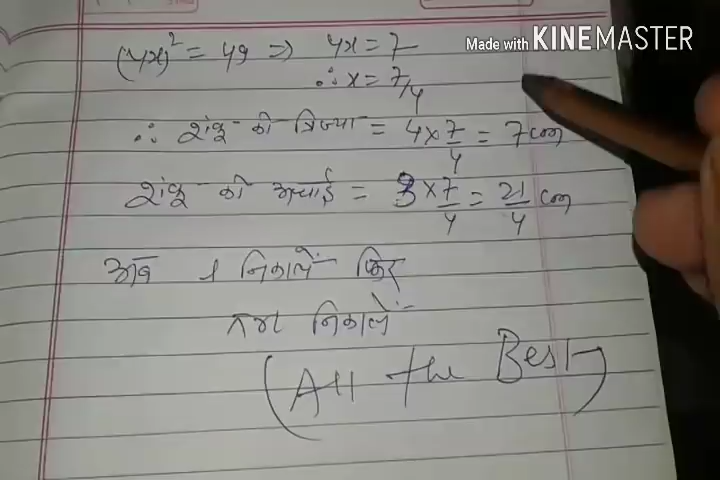 Made with KINEMASTER
(4x)² = 49 => 4x = 7
∴ x = 7/4
∴ शंकू की त्रिज्या = 4 × 7/4 = 7 cm
शंकू की ऊचाई = 3 × 7/4 = 21/4 cm
अब l निकालें फिर
πrl निकालें:-
(All the Best)